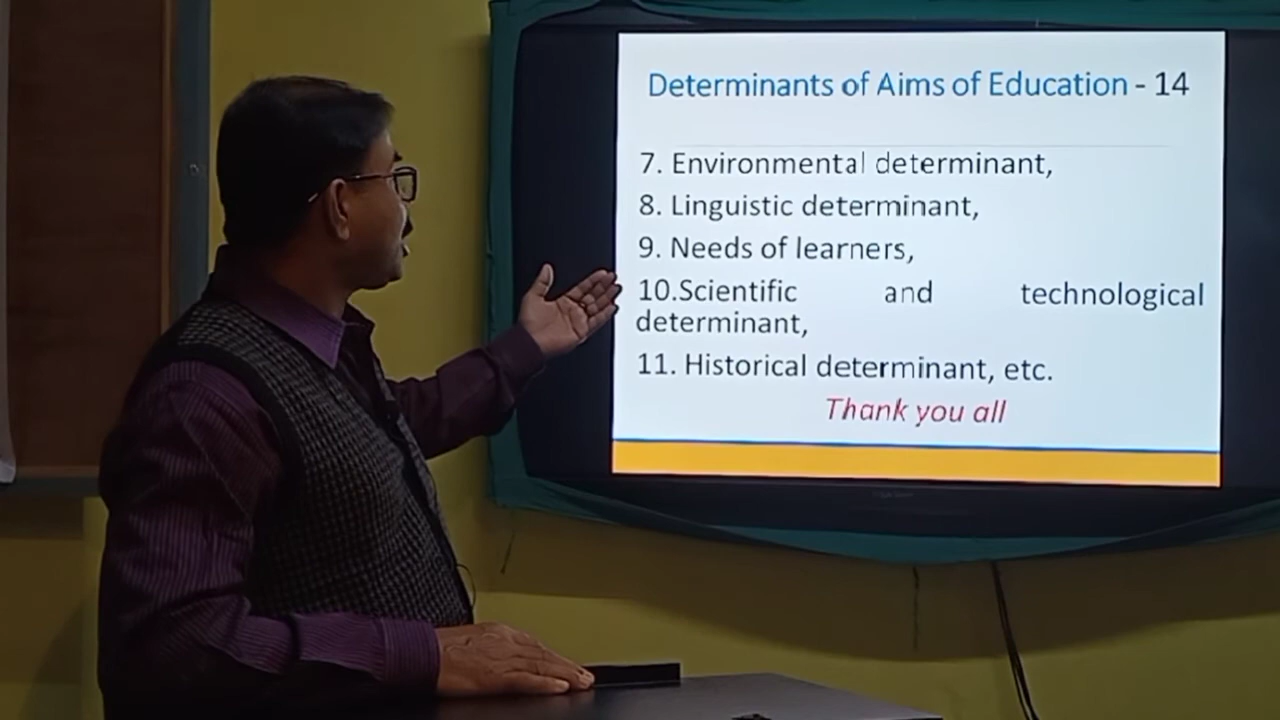 Determinants of Aims of Education - 14
7. Environmental determinant,
8. Linguistic determinant,
9. Needs of learners,
10.Scientific and technological
determinant,
11. Historical determinant, etc.
Thank you all